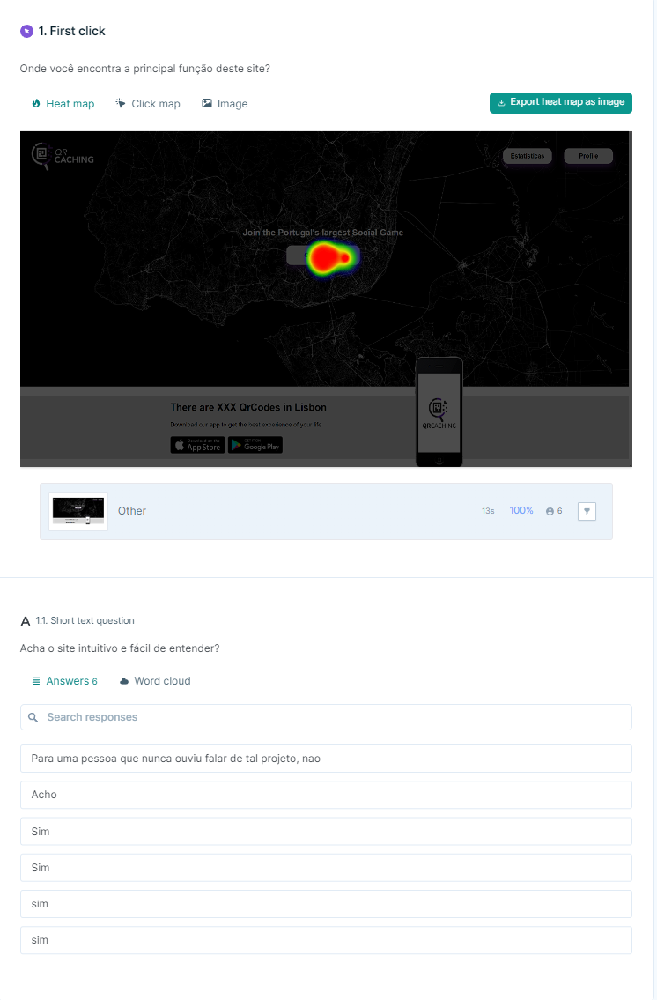 1. First click
Onde você encontra a principal função deste site?
Heat map Click map Image Export heat map as image
QR
CACHING
Estatísticas Profile
Join the Portugal's largest Social Game
There are XXX QrCodes in Lisbon
Download our app to get the best experience of your life
Download on the GET IT ON
App Store Google Play
QRCACHING
Other 13s 100% 6
A 1.1. Short text question
Acha o site intuitivo e fácil de entender?
Answers 6 Word cloud
Search responses
Para uma pessoa que nunca ouviu falar de tal projeto, nao
Acho
Sim
Sim
sim
sim